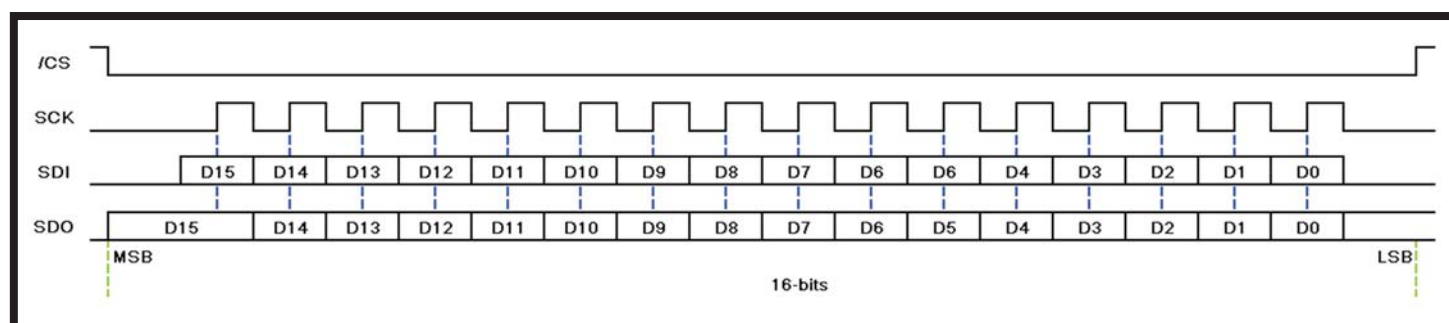 /CS
SCK
SDI D15 D14 D13 D12 D11 D10 D9 D8 D7 D6 D6 D4 D3 D2 D1 D0
SDO D15 D14 D13 D12 D11 D10 D9 D8 D7 D6 D5 D4 D3 D2 D1 D0
MSB LSB
16-bits